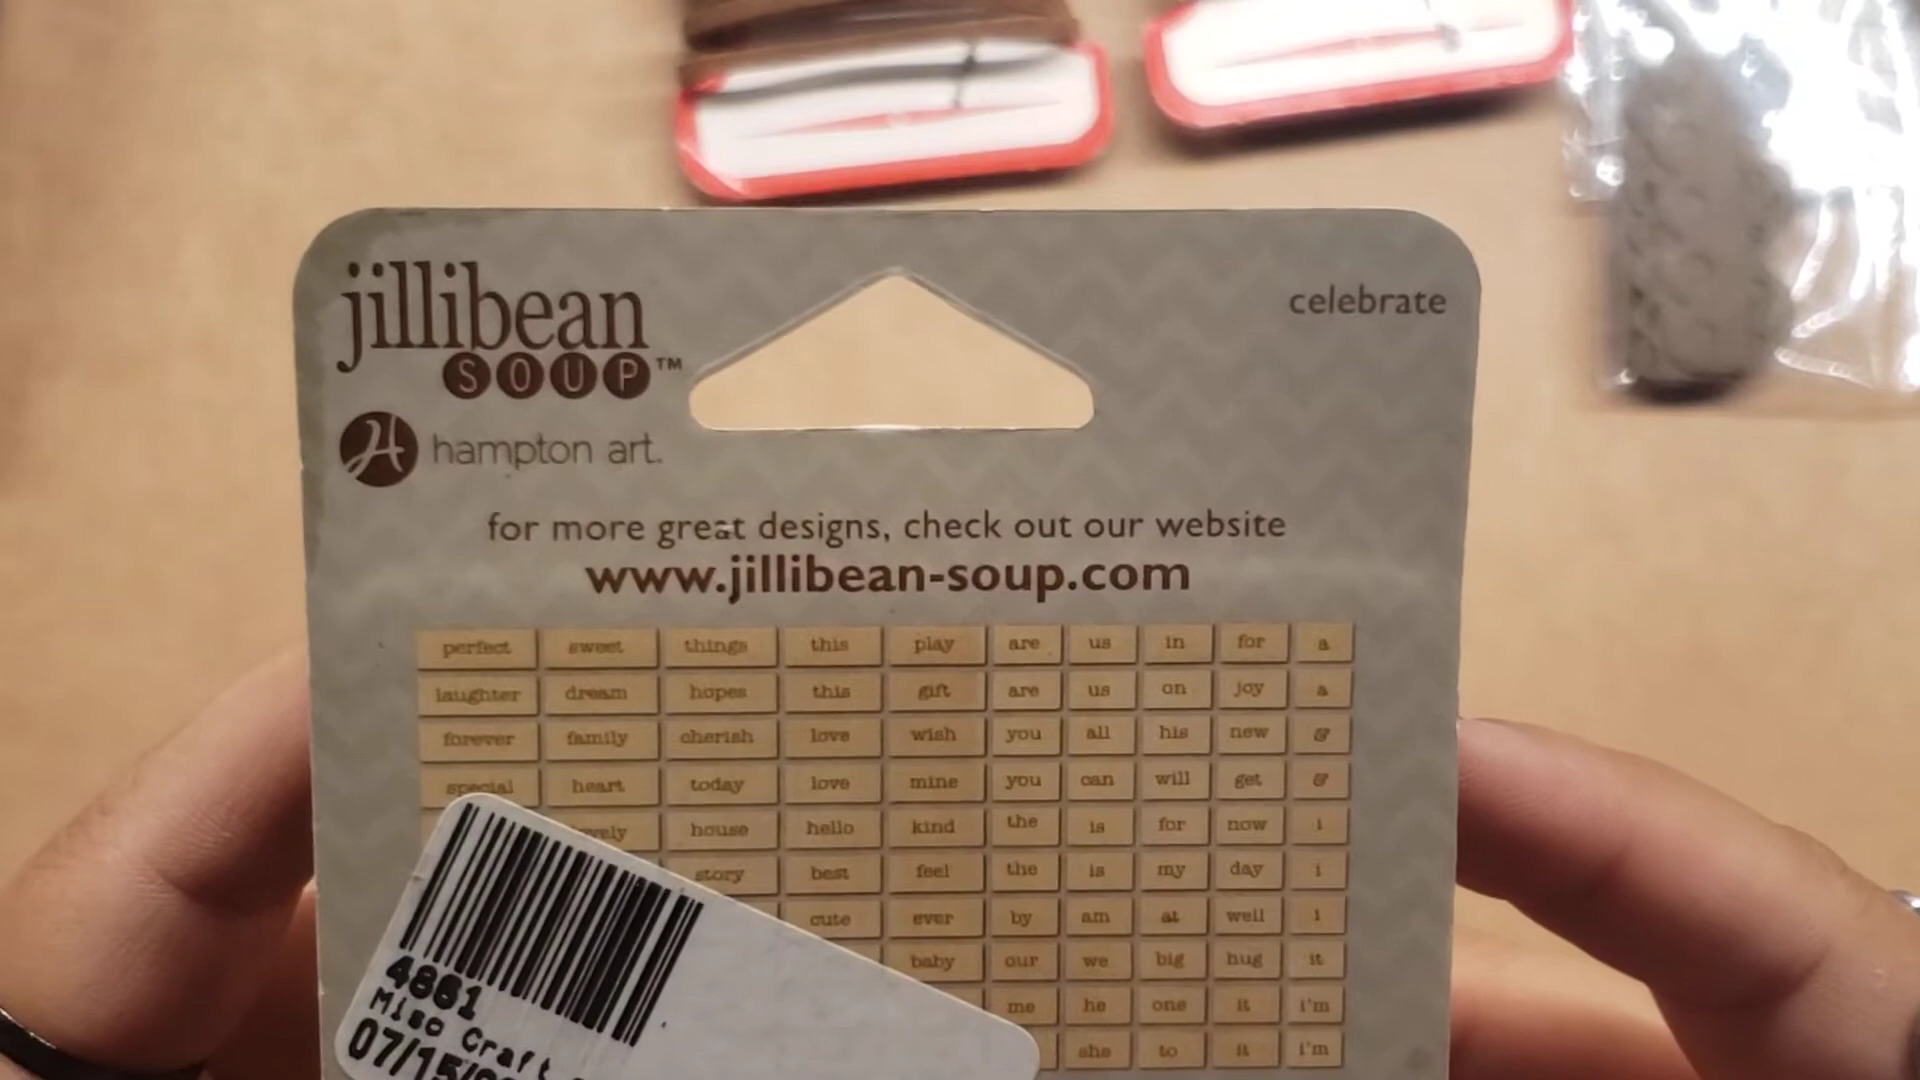 jillibean
SOUP™
celebrate
H hampton art.
for more great designs, check out our website
www.jillibean-soup.com
perfect sweet things this play are us in for a
laughter dream hopes this gift are us on joy a
forever family cherish love wish you all his new &
special heart today love mine you can will get &
house hello kind the is for now i
story best feel the is my day i
cute ever by am at well i
baby our we big hug it
me he one it i'm
she to it i'm
4861
Misc Craft
07/15/